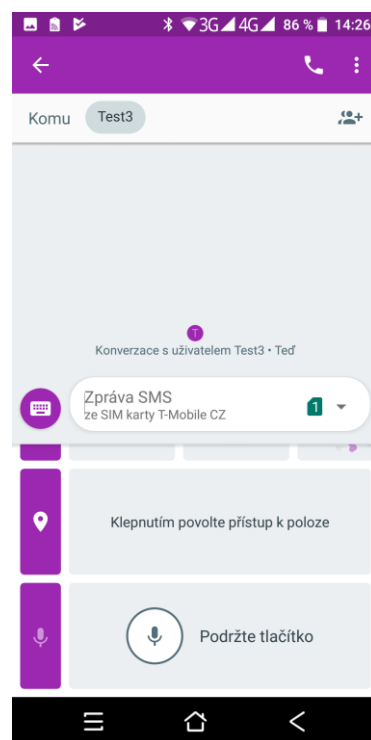 3G 4G 86 % 14:26
Komu Test3
T
Konverzace s uživatelem Test3 • Teď
Zpráva SMS
ze SIM karty T-Mobile CZ
1
Klepnutím povolte přístup k poloze
Podržte tlačítko